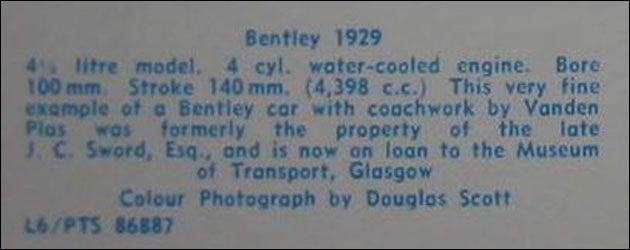 Bentley 1929
4½ litre model. 4 cyl. water-cooled engine. Bore
100 mm. Stroke 140 mm. (4,398 c.c.) This very fine
example of a Bentley car with coachwork by Vanden
Plas was formerly the property of the late
J. C. Sword, Esq., and is now on loan to the Museum
of Transport, Glasgow
Colour Photograph by Douglas Scott
L6/PTS 86887